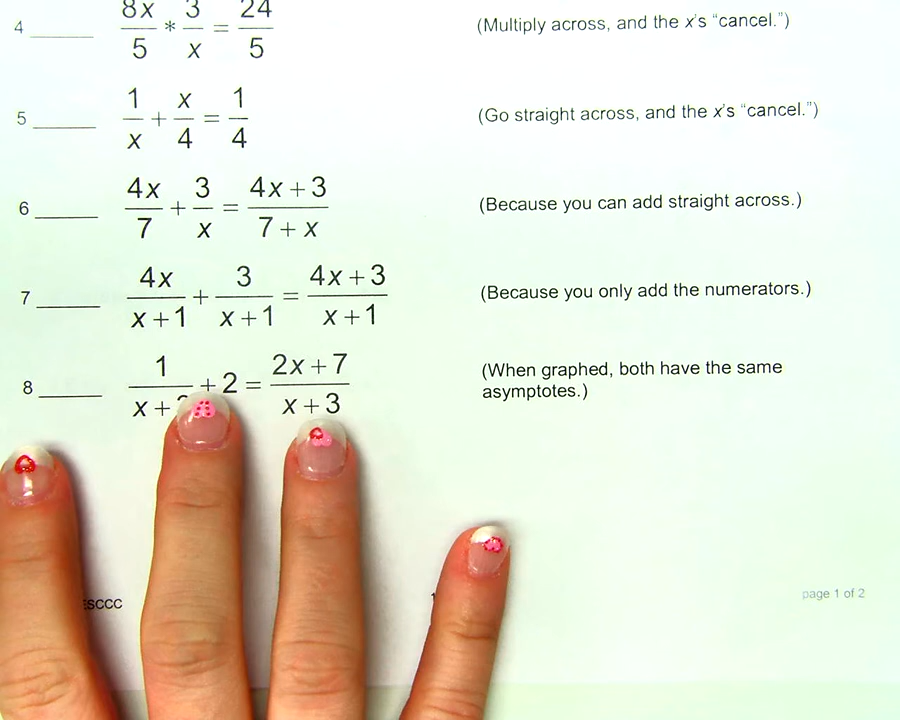 4 ______ 8x/5 * 3/x = 24/5 (Multiply across, and the x's “cancel.”)
5 ______ 1/x + x/4 = 1/4 (Go straight across, and the x's “cancel.”)
6 ______ 4x/7 + 3/x = 4x+3/7+x (Because you can add straight across.)
7 ______ 4x/x+1 + 3/x+1 = 4x+3/x+1 (Because you only add the numerators.)
8 ______ 1/x+ + 2 = 2x+7/x+3 (When graphed, both have the same
asymptotes.)
SCCC
page 1 of 2